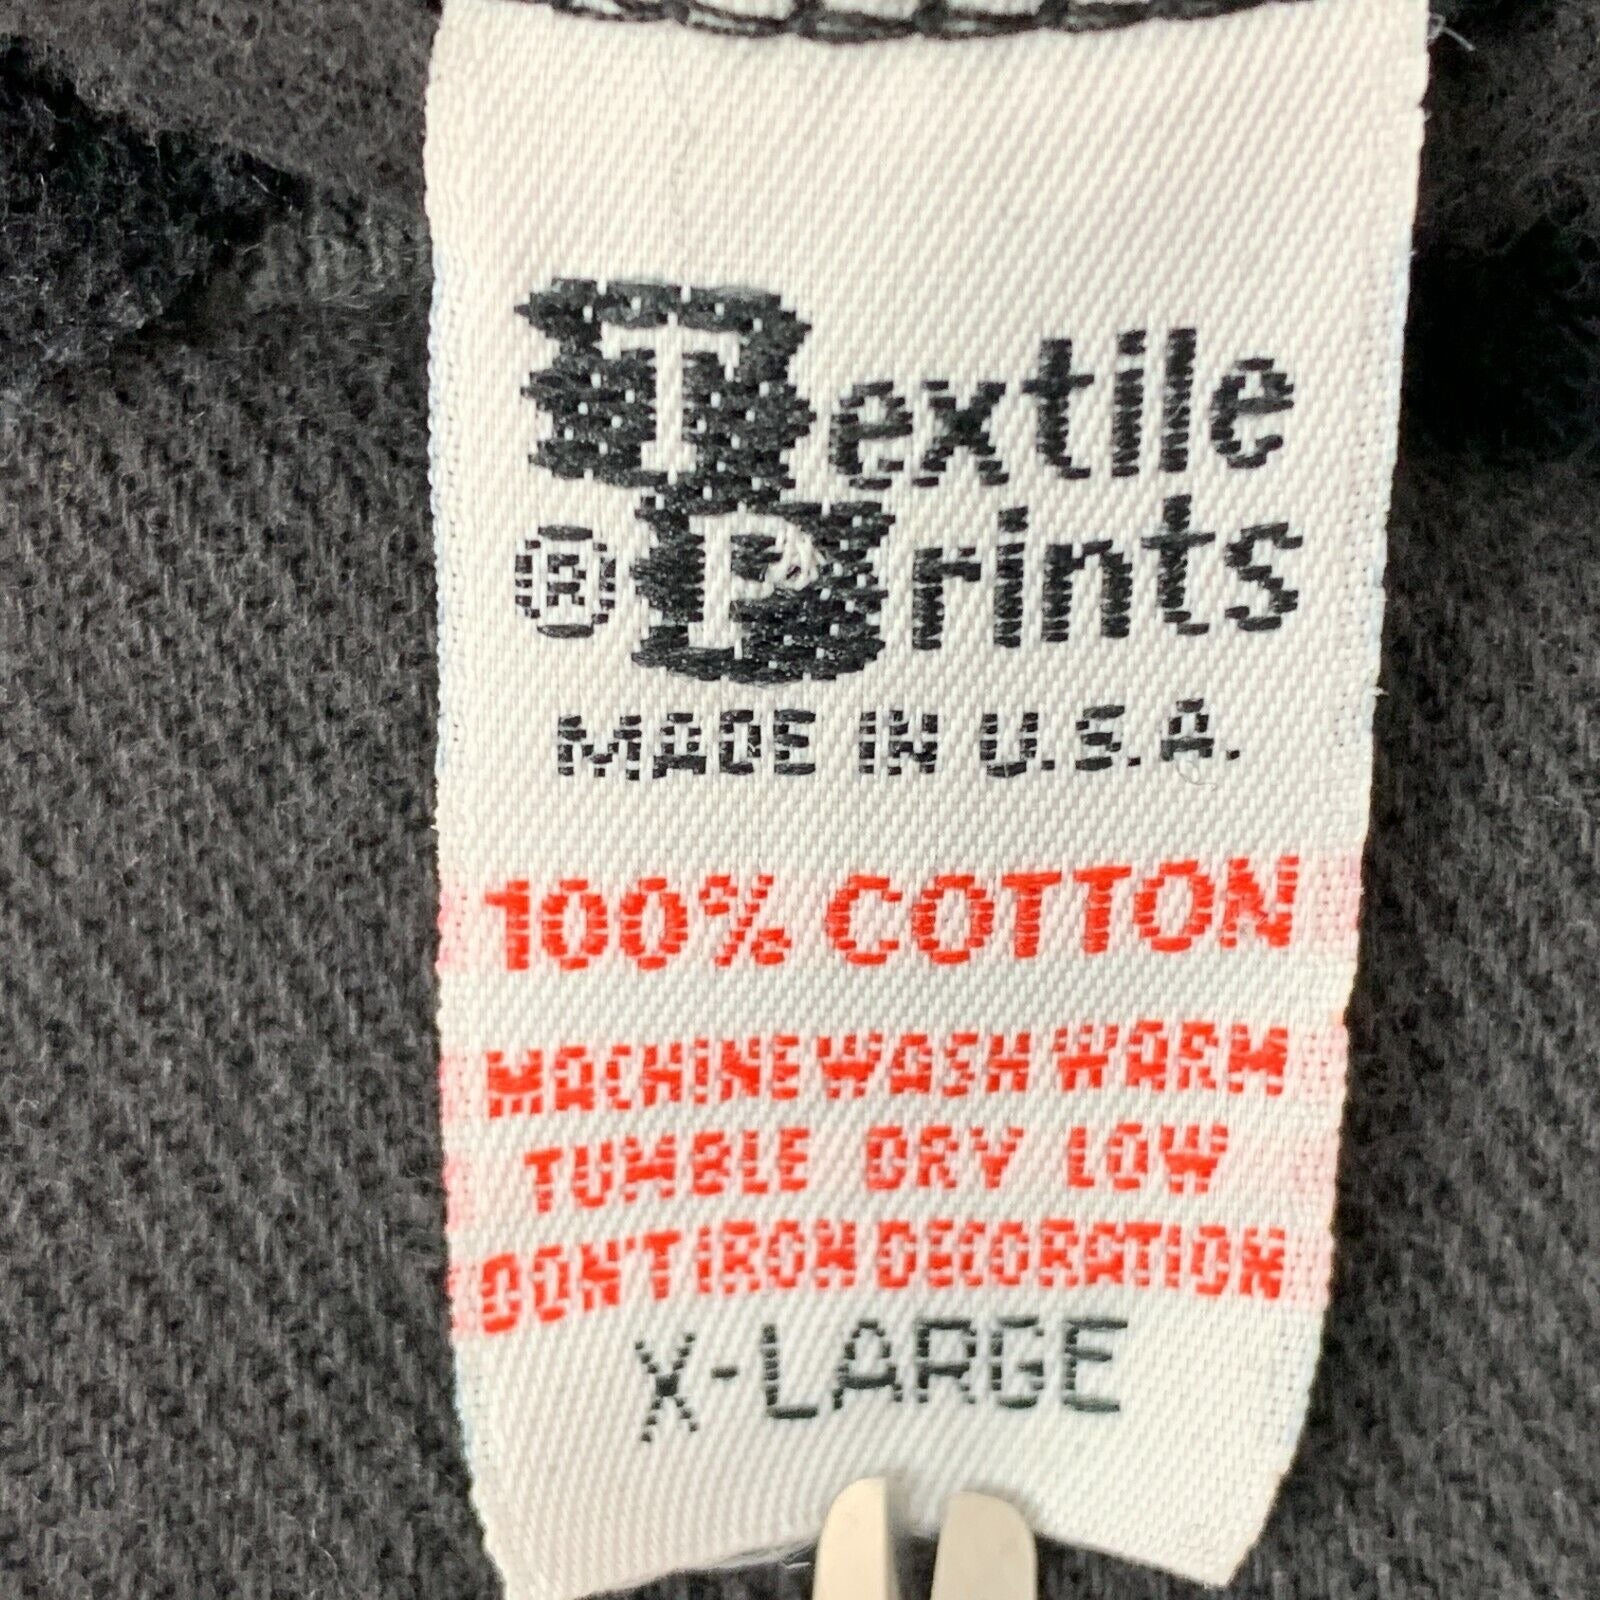 Textile
® Prints
MADE IN U.S.A.
100% COTTON
MACHINE WASH WARM
TUMBLE DRY LOW
DON'T IRON DECORATION
X-LARGE